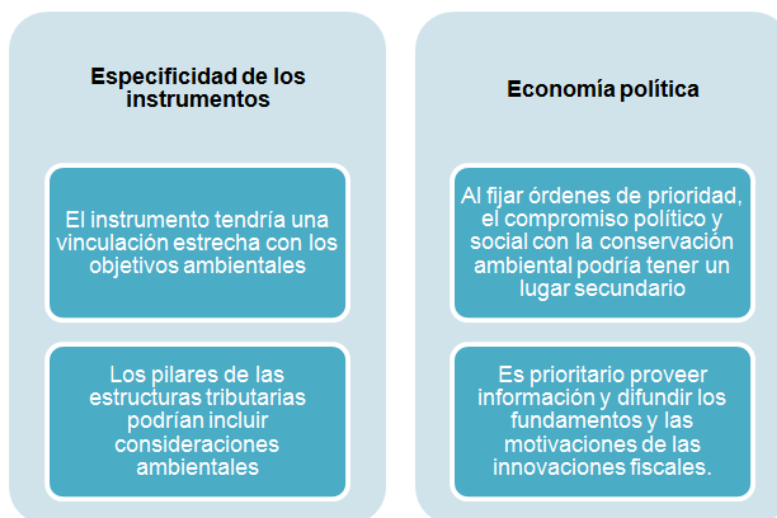 Especificidad de los
instrumentos
El instrumento tendría una
vinculación estrecha con los
objetivos ambientales
Los pilares de las
estructuras tributarias
podrían incluir
consideraciones
ambientales
Economía política
Al fijar órdenes de prioridad,
el compromiso político y
social con la conservación
ambiental podría tener un
lugar secundario
Es prioritario proveer
información y difundir los
fundamentos y las
motivaciones de las
innovaciones fiscales.